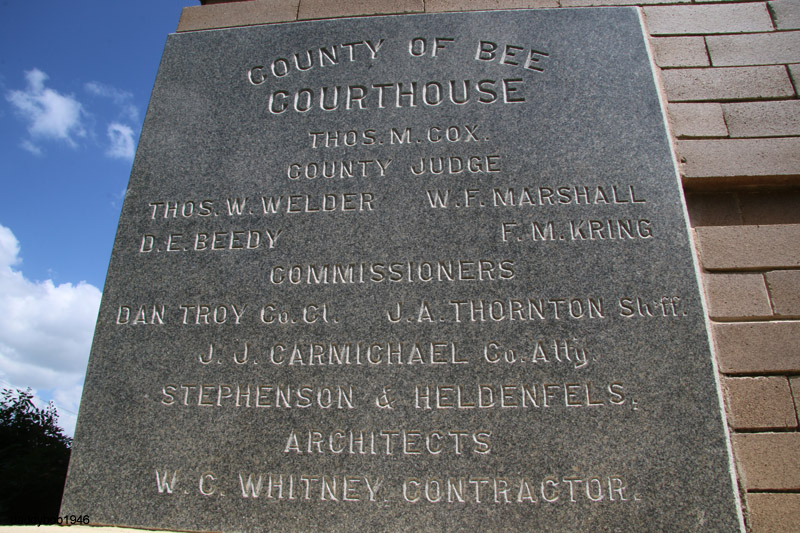 COUNTY OF BEE
COURTHOUSE
THOS. M. COX.
COUNTY JUDGE
THOS. W. WELDER W. F. MARSHALL
D. E. BEEDY F. M. KRING
COMMISSIONERS
DAN TROY Co. Cl. J. A. THORNTON Sh'ff.
J. J. CARMICHAEL Co. Atty.
STEPHENSON & HELDENFELS,
ARCHITECTS
W. C. WHITNEY. CONTRACTOR.